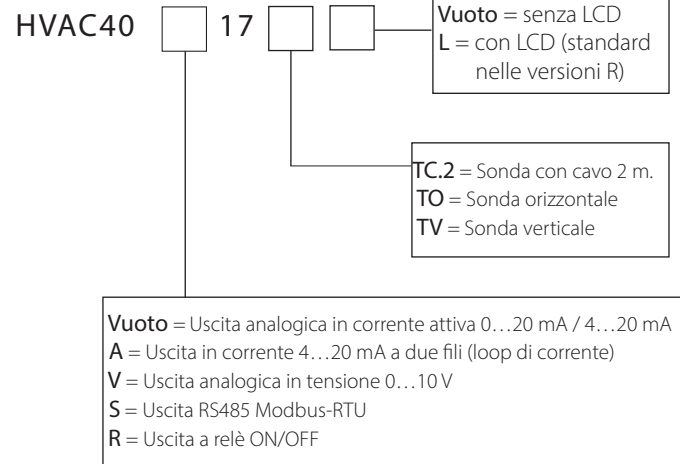 HVAC40 17
Vuoto = senza LCD
L = con LCD (standard
nelle versioni R)
TC.2 = Sonda con cavo 2 m.
TO = Sonda orizzontale
TV = Sonda verticale
Vuoto = Uscita analogica in corrente attiva 0…20 mA / 4…20 mA
A = Uscita in corrente 4…20 mA a due fili (loop di corrente)
V = Uscita analogica in tensione 0…10 V
S = Uscita RS485 Modbus-RTU
R = Uscita a relè ON/OFF